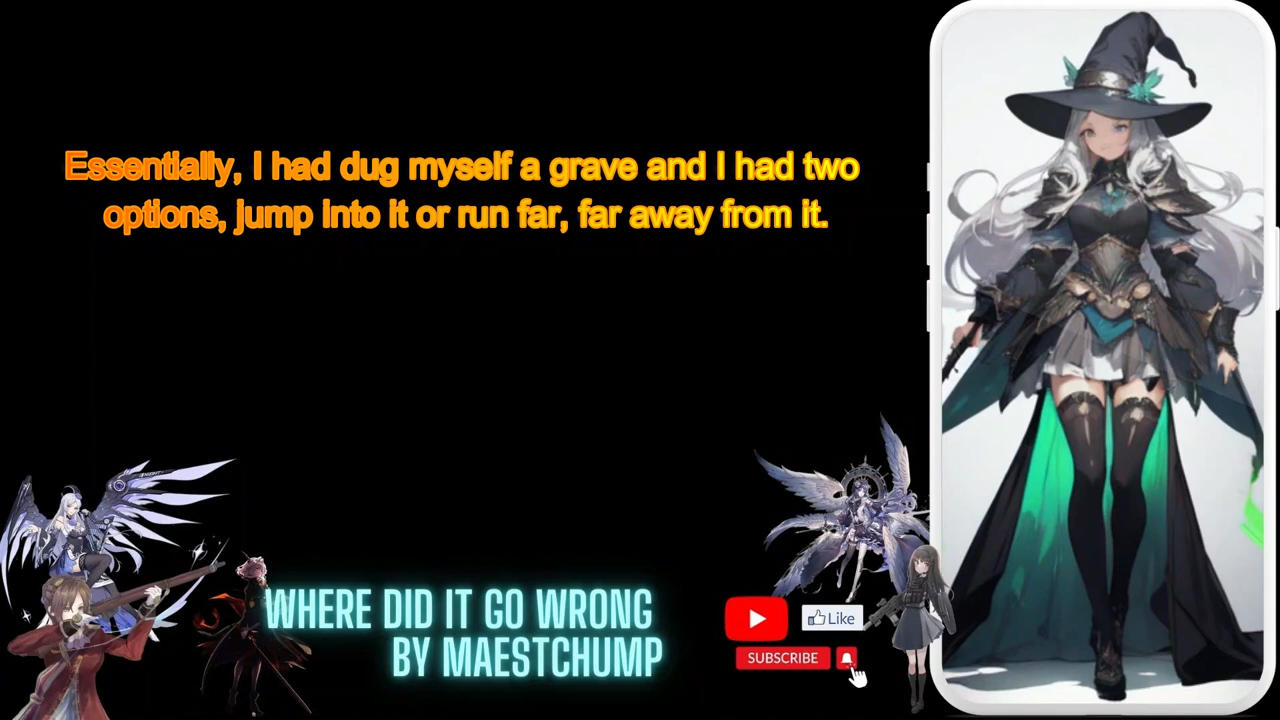 Essentially, I had dug myself a grave and I had two
options, jump into it or run far, far away from it.
WHERE DID IT GO WRONG
BY MAESTCHUMP
Like
SUBSCRIBE